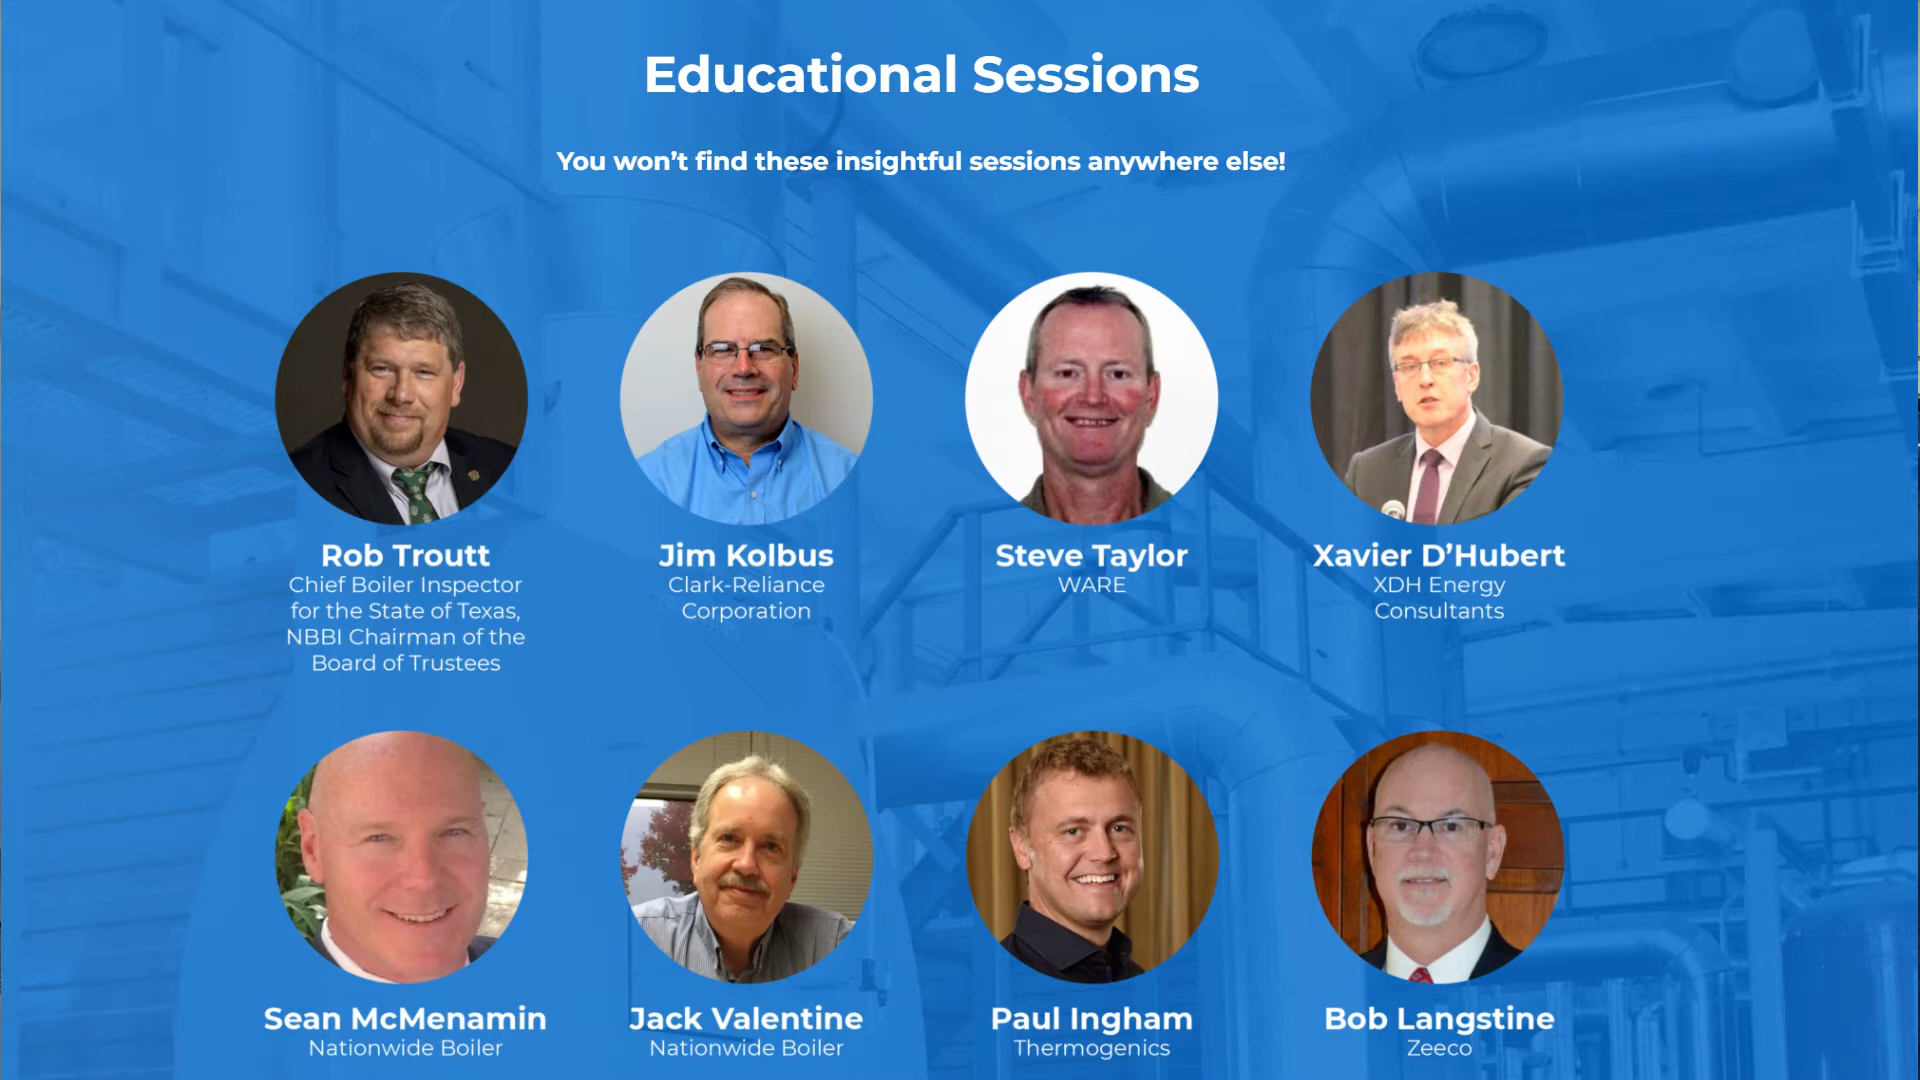 Educational Sessions
You won’t find these insightful sessions anywhere else!
Rob Troutt
Chief Boiler Inspector
for the State of Texas,
NBBI Chairman of the
Board of Trustees
Jim Kolbus
Clark-Reliance
Corporation
Steve Taylor
WARE
Xavier D’Hubert
XDH Energy
Consultants
Sean McMenamin
Nationwide Boiler
Jack Valentine
Nationwide Boiler
Paul Ingham
Thermogenics
Bob Langstine
Zeeco